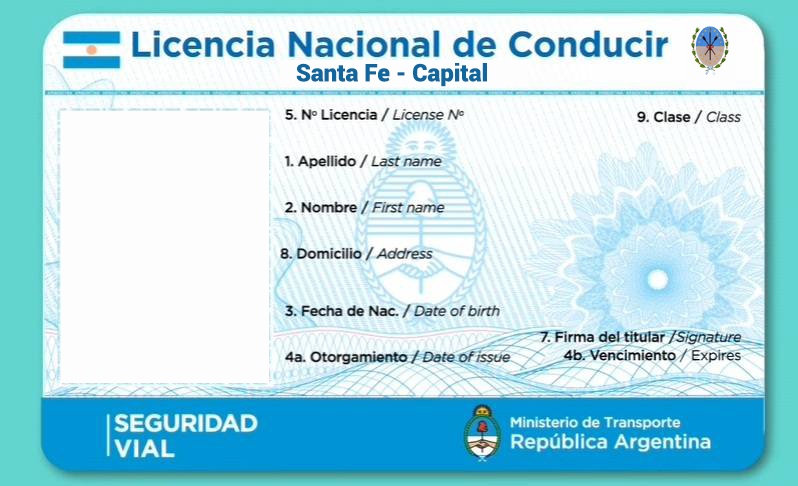 Licencia Nacional de Conducir
Santa Fe - Capital
5. Nº Licencia / License Nº
9. Clase / Class
1. Apellido / Last name
2. Nombre / First name
8. Domicilio / Address
3. Fecha de Nac. / Date of birth
7. Firma del titular /Signature
4a. Otorgamiento / Date of issue
4b. Vencimiento / Expires
SEGURIDAD
VIAL
Ministerio de Transporte
República Argentina